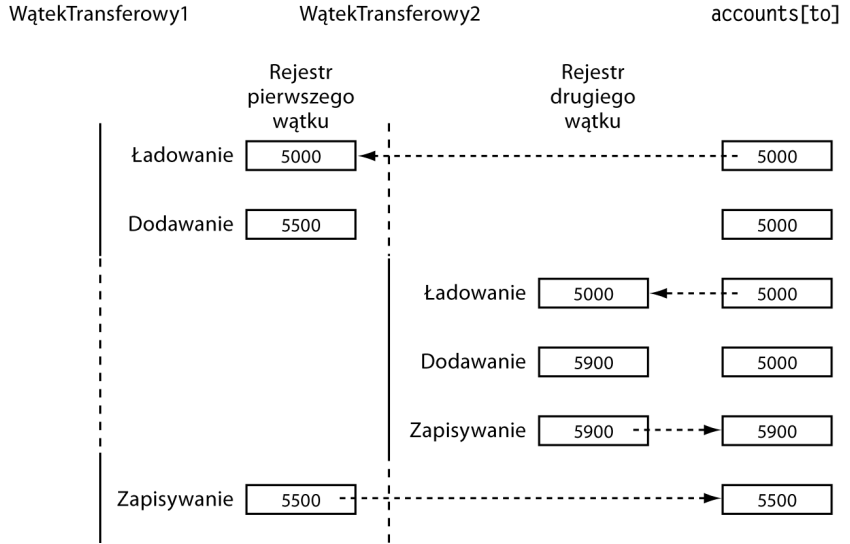 WątekTransferowy1 WątekTransferowy2 accounts[to]
Rejestr pierwszego wątku
Rejestr drugiego wątku
Ładowanie 5000 5000
Dodawanie 5500 5000
Ładowanie 5000 5000
Dodawanie 5900 5000
Zapisywanie 5900 5900
Zapisywanie 5500 5500